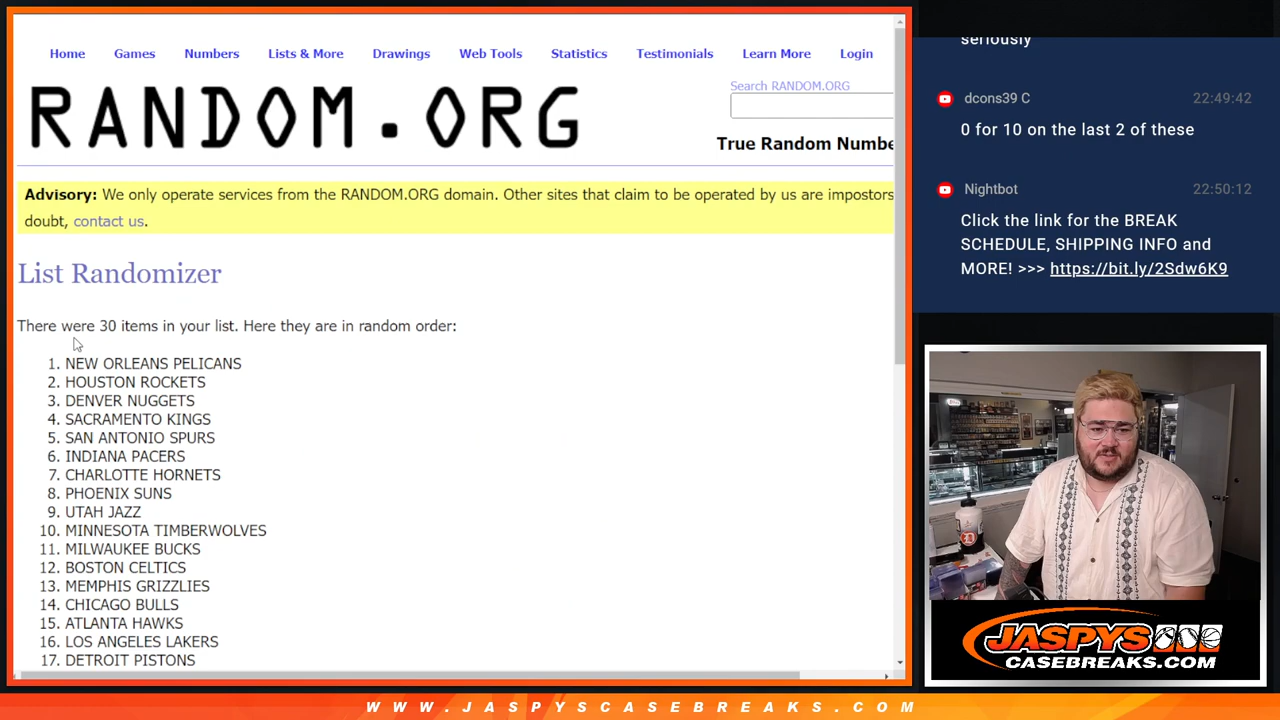 Home Games Numbers Lists & More Drawings Web Tools Statistics Testimonials Learn More Login
RANDOM.ORG
Search RANDOM.ORG
True Random Numbe
Advisory: We only operate services from the RANDOM.ORG domain. Other sites that claim to be operated by us are impostors
doubt, contact us.
List Randomizer
There were 30 items in your list. Here they are in random order:
1. NEW ORLEANS PELICANS
2. HOUSTON ROCKETS
3. DENVER NUGGETS
4. SACRAMENTO KINGS
5. SAN ANTONIO SPURS
6. INDIANA PACERS
7. CHARLOTTE HORNETS
8. PHOENIX SUNS
9. UTAH JAZZ
10. MINNESOTA TIMBERWOLVES
11. MILWAUKEE BUCKS
12. BOSTON CELTICS
13. MEMPHIS GRIZZLIES
14. CHICAGO BULLS
15. ATLANTA HAWKS
16. LOS ANGELES LAKERS
17. DETROIT PISTONS
seriously
dcons39 C 22:49:42
0 for 10 on the last 2 of these
Nightbot 22:50:12
Click the link for the BREAK
SCHEDULE, SHIPPING INFO and
MORE! >>> https://bit.ly/2Sdw6K9
JASPYS
CASEBREAKS.COM
WWW.JASPYSCASEBREAKS.COM